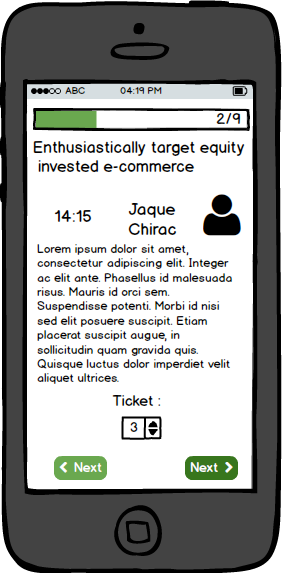 ABC 04:19 PM
2/9
Enthusiastically target equity
invested e-commerce
14:15
Jaque
Chirac
Lorem ipsum dolor sit amet,
consectetur adipiscing elit. Integer
ac elit ante. Phasellus id malesuada
risus. Mauris id orci sem.
Suspendisse potenti. Morbi id nisi
sed elit posuere suscipit. Etiam
placerat suscipit augue, in
sollicitudin quam gravida quis.
Quisque luctus dolor imperdiet velit
aliquet ultrices.
Ticket :
3
Next Next